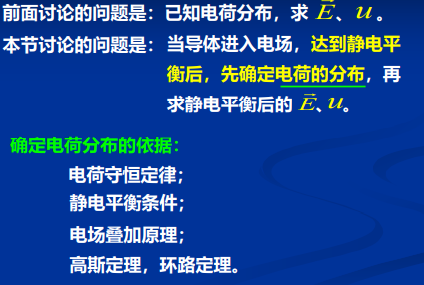 前面讨论的问题是：已知电荷分布，求 $\vec{E}$、$u$ 。
本节讨论的问题是： 当导体进入电场，达到静电平
衡后，先确定电荷的分布，再
求静电平衡后的 $\vec{E}$、$u$。
确定电荷分布的依据：
电荷守恒定律；
静电平衡条件；
电场叠加原理；
高斯定理，环路定理。